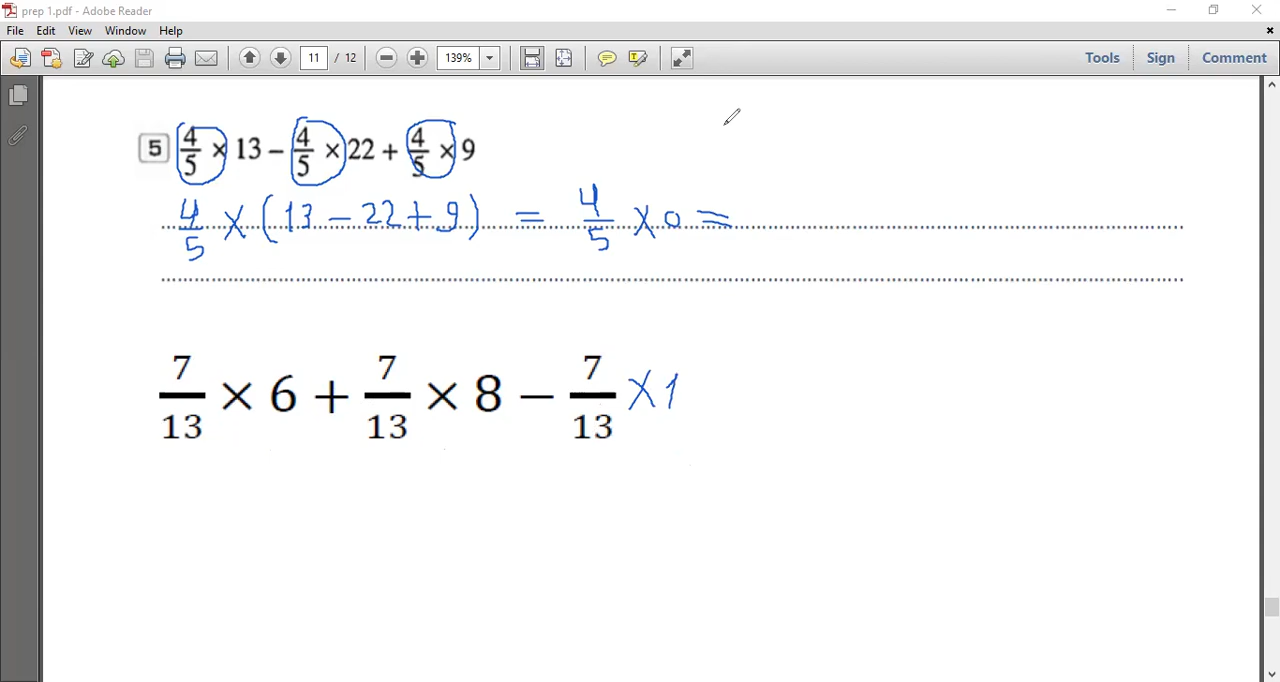 prep 1.pdf - Adobe Reader
File Edit View Window Help
11 / 12 139% Tools Sign Comment
5 4/5 × 13 − 4/5 × 22 + 4/5 × 9
4/5 × (13 − 22 + 9) = 4/5 × 0 =
7/13 × 6 + 7/13 × 8 − 7/13 × 1